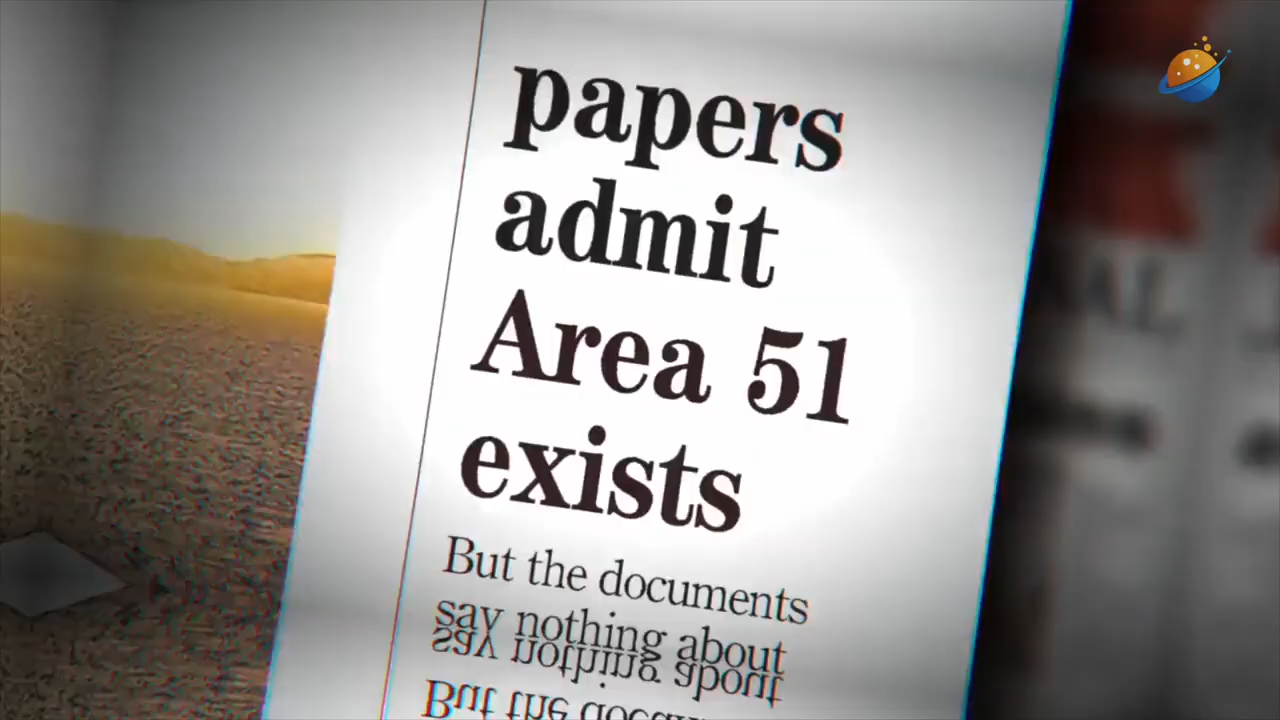 papers
admit
Area 51
exists
But the documents
say nothing about